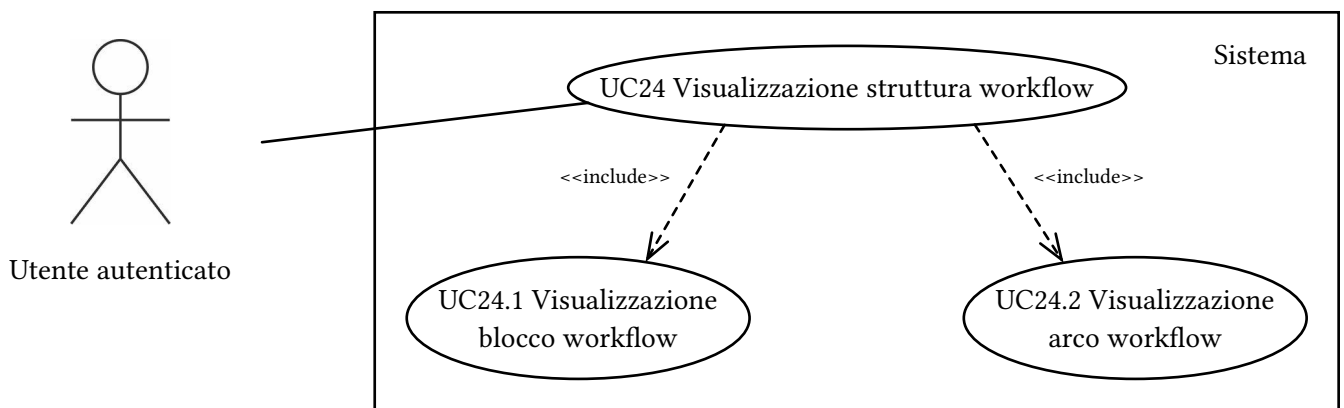 Sistema
UC24 Visualizzazione struttura workflow
<<include>>
<<include>>
Utente autenticato
UC24.1 Visualizzazione
blocco workflow
UC24.2 Visualizzazione
arco workflow